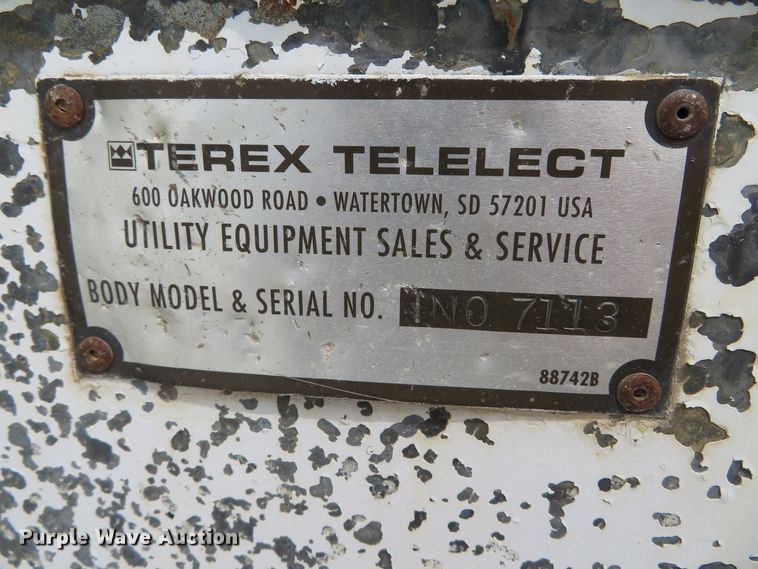 TEREX TELELECT
600 OAKWOOD ROAD • WATERTOWN, SD 57201 USA
UTILITY EQUIPMENT SALES & SERVICE
BODY MODEL & SERIAL NO. INO 7113
88742B
Purple Wave Auction